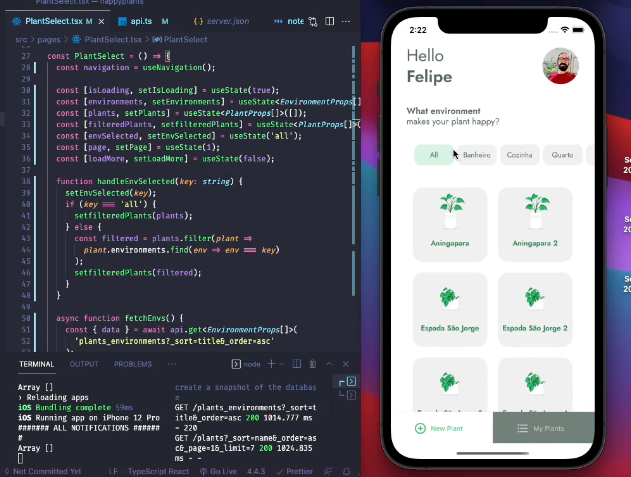 PlantSelect.tsx — happyplants
PlantSelect.tsx M ×
api.ts M
{} server.json
note
src > pages > PlantSelect.tsx > PlantSelect
27 const PlantSelect = () => {
28 const navigation = useNavigation();
29
30 const [isLoading, setIsLoading] = useState(true);
31 const [environments, setEnvironments] = useState<EnvironmentProps[]
32 const [plants, setPlants] = useState<PlantProps[]>([]);
33 const [filteredPlants, setfilteredPlants] = useState<PlantProps[]>(
34 const [envSelected, setEnvSelected] = useState('all');
35 const [page, setPage] = useState(1);
36 const [loadMore, setLoadMore] = useState(false);
37
38 function handleEnvSelected(key: string) {
39 setEnvSelected(key);
40 if (key === 'all') {
41 setfilteredPlants(plants);
42 } else {
43 const filtered = plants.filter(plant =>
44 plant.environments.find(env => env === key)
45 );
46 setfilteredPlants(filtered);
47 }
48 }
49
50 async function fetchEnvs() {
51 const { data } = await api.get<EnvironmentProps[]>(
52 'plants_environments?_sort=title&_order=asc'
TERMINAL OUTPUT PROBLEMS ··· node
Array []
› Reloading apps
iOS Bundling complete 59ms
iOS Running app on iPhone 12 Pro
####### ALL NOTIFICATIONS ######
#
Array []
create a snapshot of the databas
e
GET /plants_environments?_sort=t
itle&_order=asc 200 1014.777 ms
- 220
GET /plants?_sort=name&_order=as
c&_page=1&_limit=7 200 1024.835
ms - -
Not Committed Yet LF TypeScript React Go Live 4.4.3 Prettier
2:22
Hello
Felipe
What environment
makes your plant happy?
All Banheiro Cozinha Quarto
Aningapara Aningapara 2
Espada São Jorge Espada São Jorge 2
New Plant My Plants